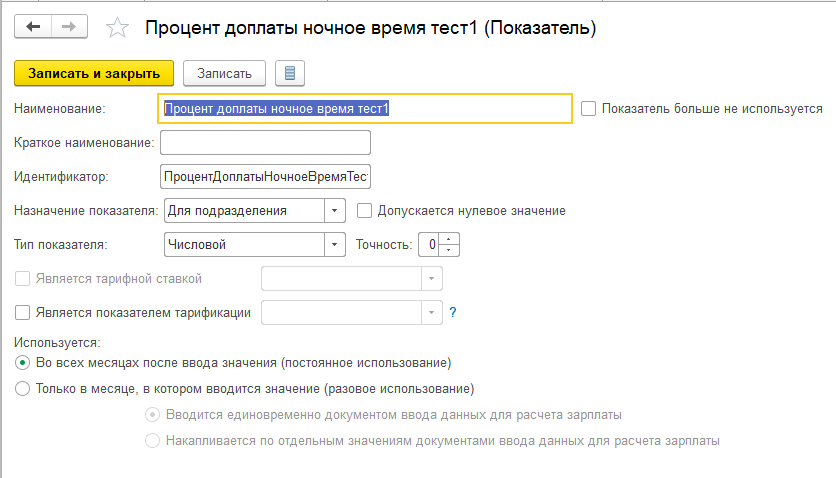 Процент доплаты ночное время тест1 (Показатель)
Записать и закрыть Записать
Наименование: Процент доплаты ночное время тест1 Показатель больше не используется
Краткое наименование:
Идентификатор: ПроцентДоплатыНочноеВремяТес
Назначение показателя: Для подразделения Допускается нулевое значение
Тип показателя: Числовой Точность: 0
Является тарифной ставкой
Является показателем тарификации ?
Используется:
Во всех месяцах после ввода значения (постоянное использование)
Только в месяце, в котором вводится значение (разовое использование)
Вводится единовременно документом ввода данных для расчета зарплаты
Накапливается по отдельным значениям документами ввода данных для расчета зарплаты